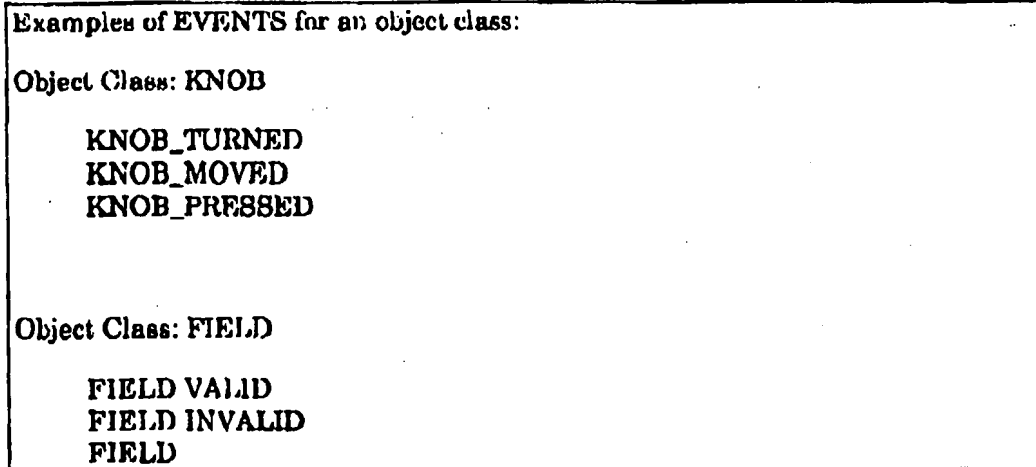 Examples of EVENTS for an object class:
Object Class: KNOB
KNOB_TURNED
KNOB_MOVED
KNOB_PRESSED
Object Class: FIELD
FIELD VALID
FIELD INVALID
FIELD